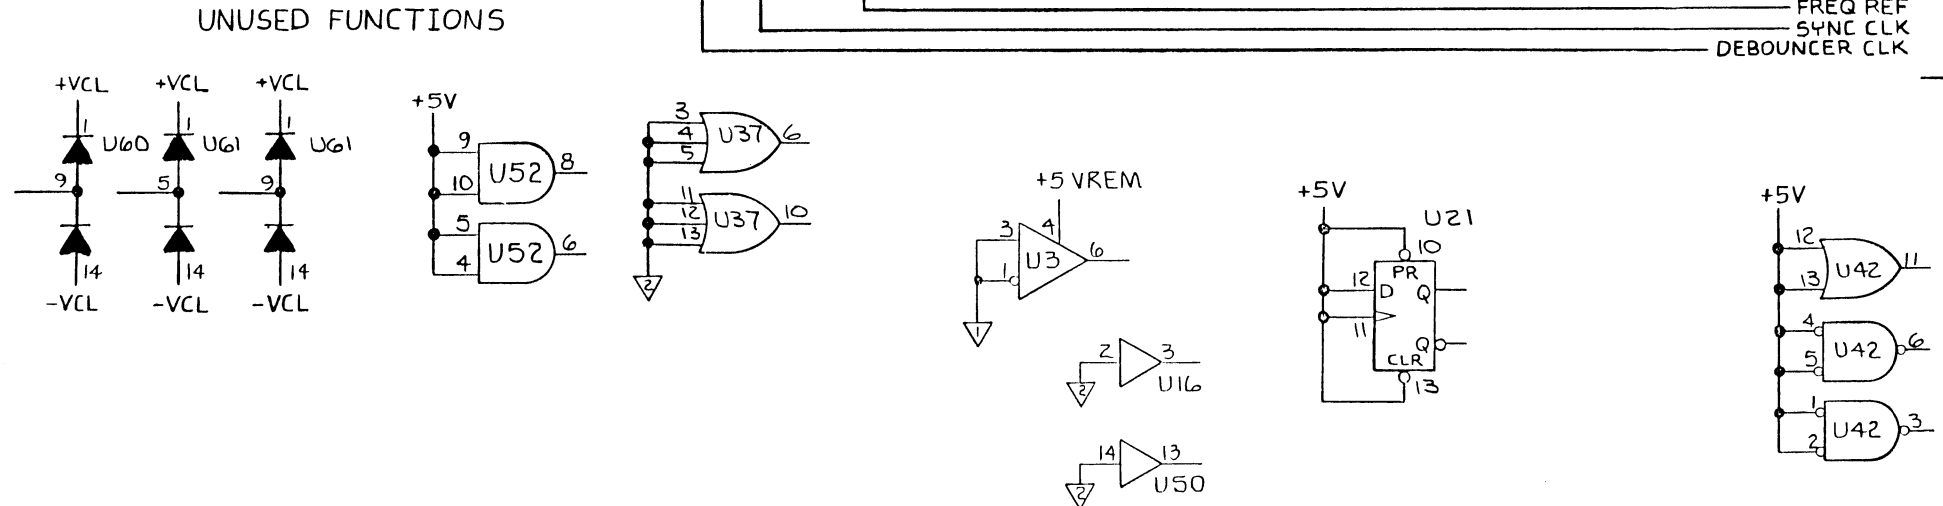 UNUSED FUNCTIONS
FREQ REF
SYNC CLK
DEBOUNCER CLK
+VCL
1
U60
9
14
-VCL
+VCL
1
U61
5
14
-VCL
+VCL
1
U61
9
14
-VCL
+5V
9
10
U52
8
5
4
U52
6
3
4
5
U37
6
11
12
13
U37
10
2
+5 VREM
3
4
1
U3
6
1
2
3
U16
2
14
13
U50
2
+5V
U21
10
PR
12
D
Q
11
Q
CLR
13
+5V
12
13
U42
11
4
5
U42
6
1
2
U42
3